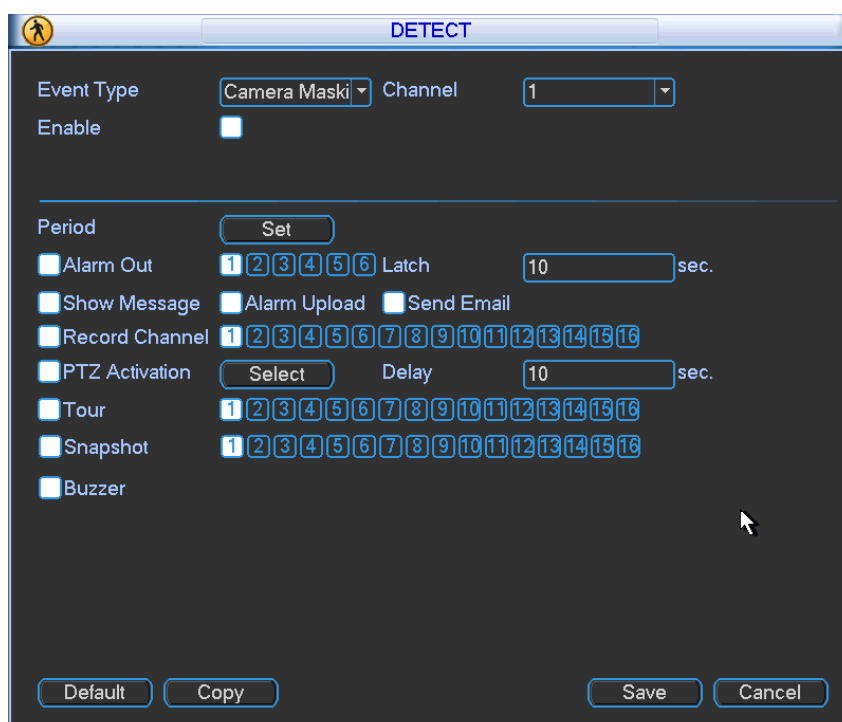 DETECT
Event Type Camera Maski Channel 1
Enable
Period Set
Alarm Out 1 2 3 4 5 6 Latch 10 sec.
Show Message Alarm Upload Send Email
Record Channel 1 2 3 4 5 6 7 8 9 10 11 12 13 14 15 16
PTZ Activation Select Delay 10 sec.
Tour 1 2 3 4 5 6 7 8 9 10 11 12 13 14 15 16
Snapshot 1 2 3 4 5 6 7 8 9 10 11 12 13 14 15 16
Buzzer
Default Copy Save Cancel